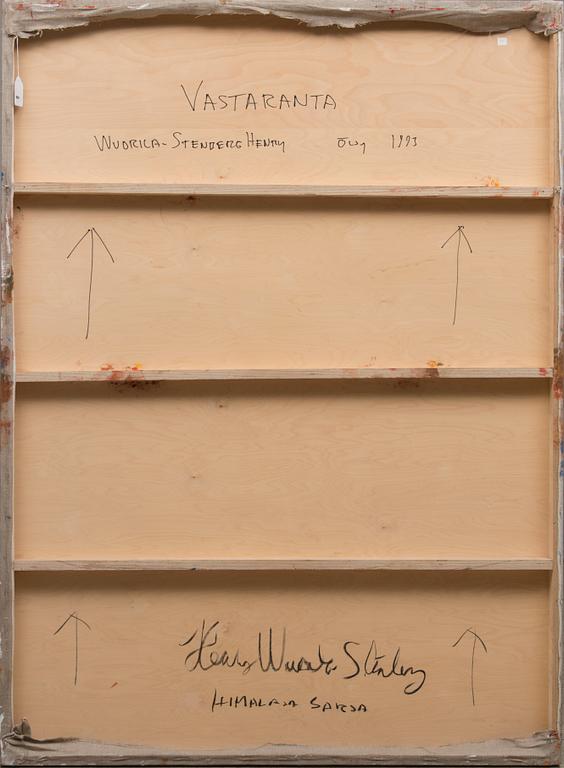 VASTARANTA
WUORILA-STENBERG HENRY ÖLJY 1993
Henry Wuorila Stenberg
HIMALAJA SARJA